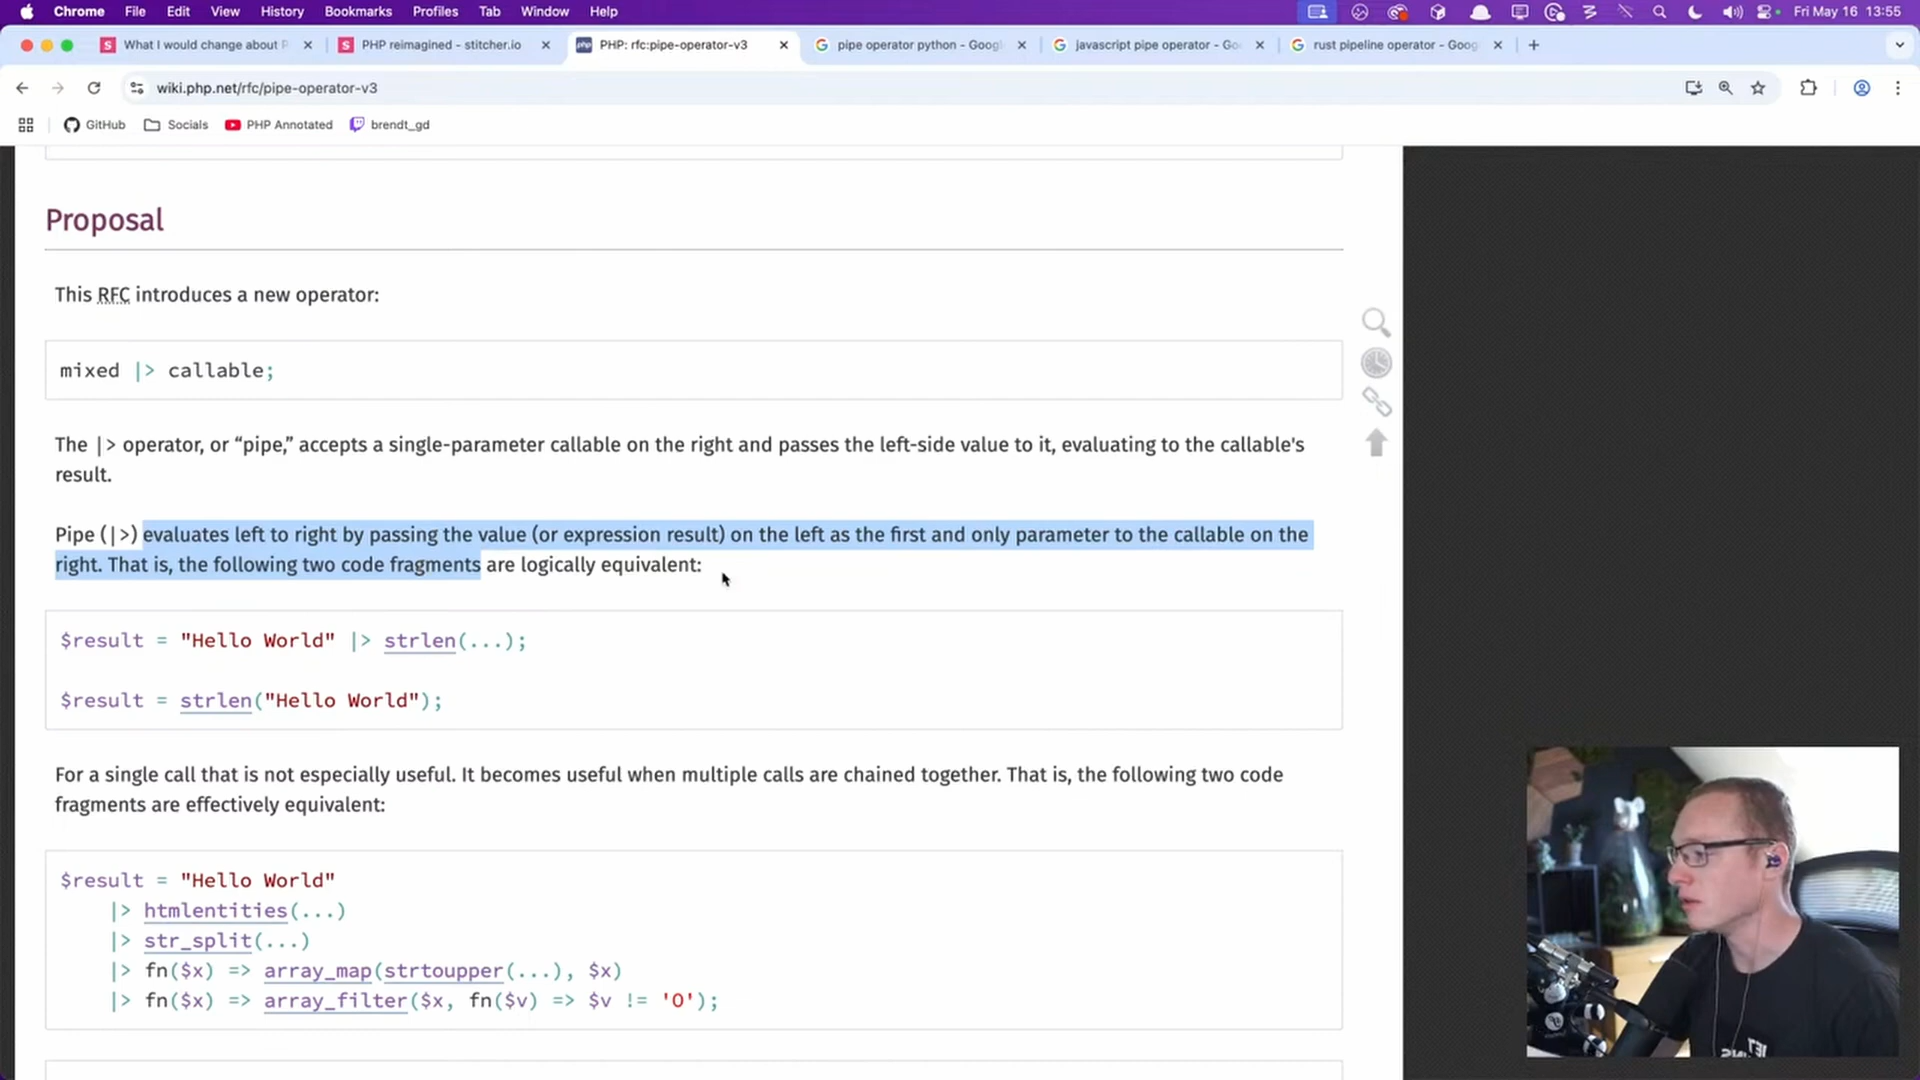 Chrome File Edit View History Bookmarks Profiles Tab Window Help Fri May 16 13:55
What I would change about P
PHP reimagined - stitcher.io
PHP: rfc:pipe-operator-v3
pipe operator python - Googl
javascript pipe operator - Go
rust pipeline operator - Goog
wiki.php.net/rfc/pipe-operator-v3
GitHub Socials PHP Annotated brendt_gd
Proposal
This RFC introduces a new operator:
mixed |> callable;
The |> operator, or “pipe,” accepts a single-parameter callable on the right and passes the left-side value to it, evaluating to the callable's
result.
Pipe (|>) evaluates left to right by passing the value (or expression result) on the left as the first and only parameter to the callable on the
right. That is, the following two code fragments are logically equivalent:
$result = "Hello World" |> strlen(...);
$result = strlen("Hello World");
For a single call that is not especially useful. It becomes useful when multiple calls are chained together. That is, the following two code
fragments are effectively equivalent:
$result = "Hello World"
|> htmlentities(...)
|> str_split(...)
|> fn($x) => array_map(strtoupper(...), $x)
|> fn($x) => array_filter($x, fn($v) => $v != 'O');